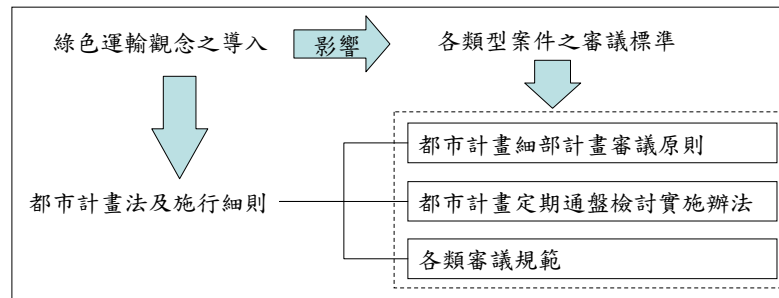 綠色運輸觀念之導入
影響
各類型案件之審議標準
都市計畫細部計畫審議原則
都市計畫法及施行細則
都市計畫定期通盤檢討實施辦法
各類審議規範